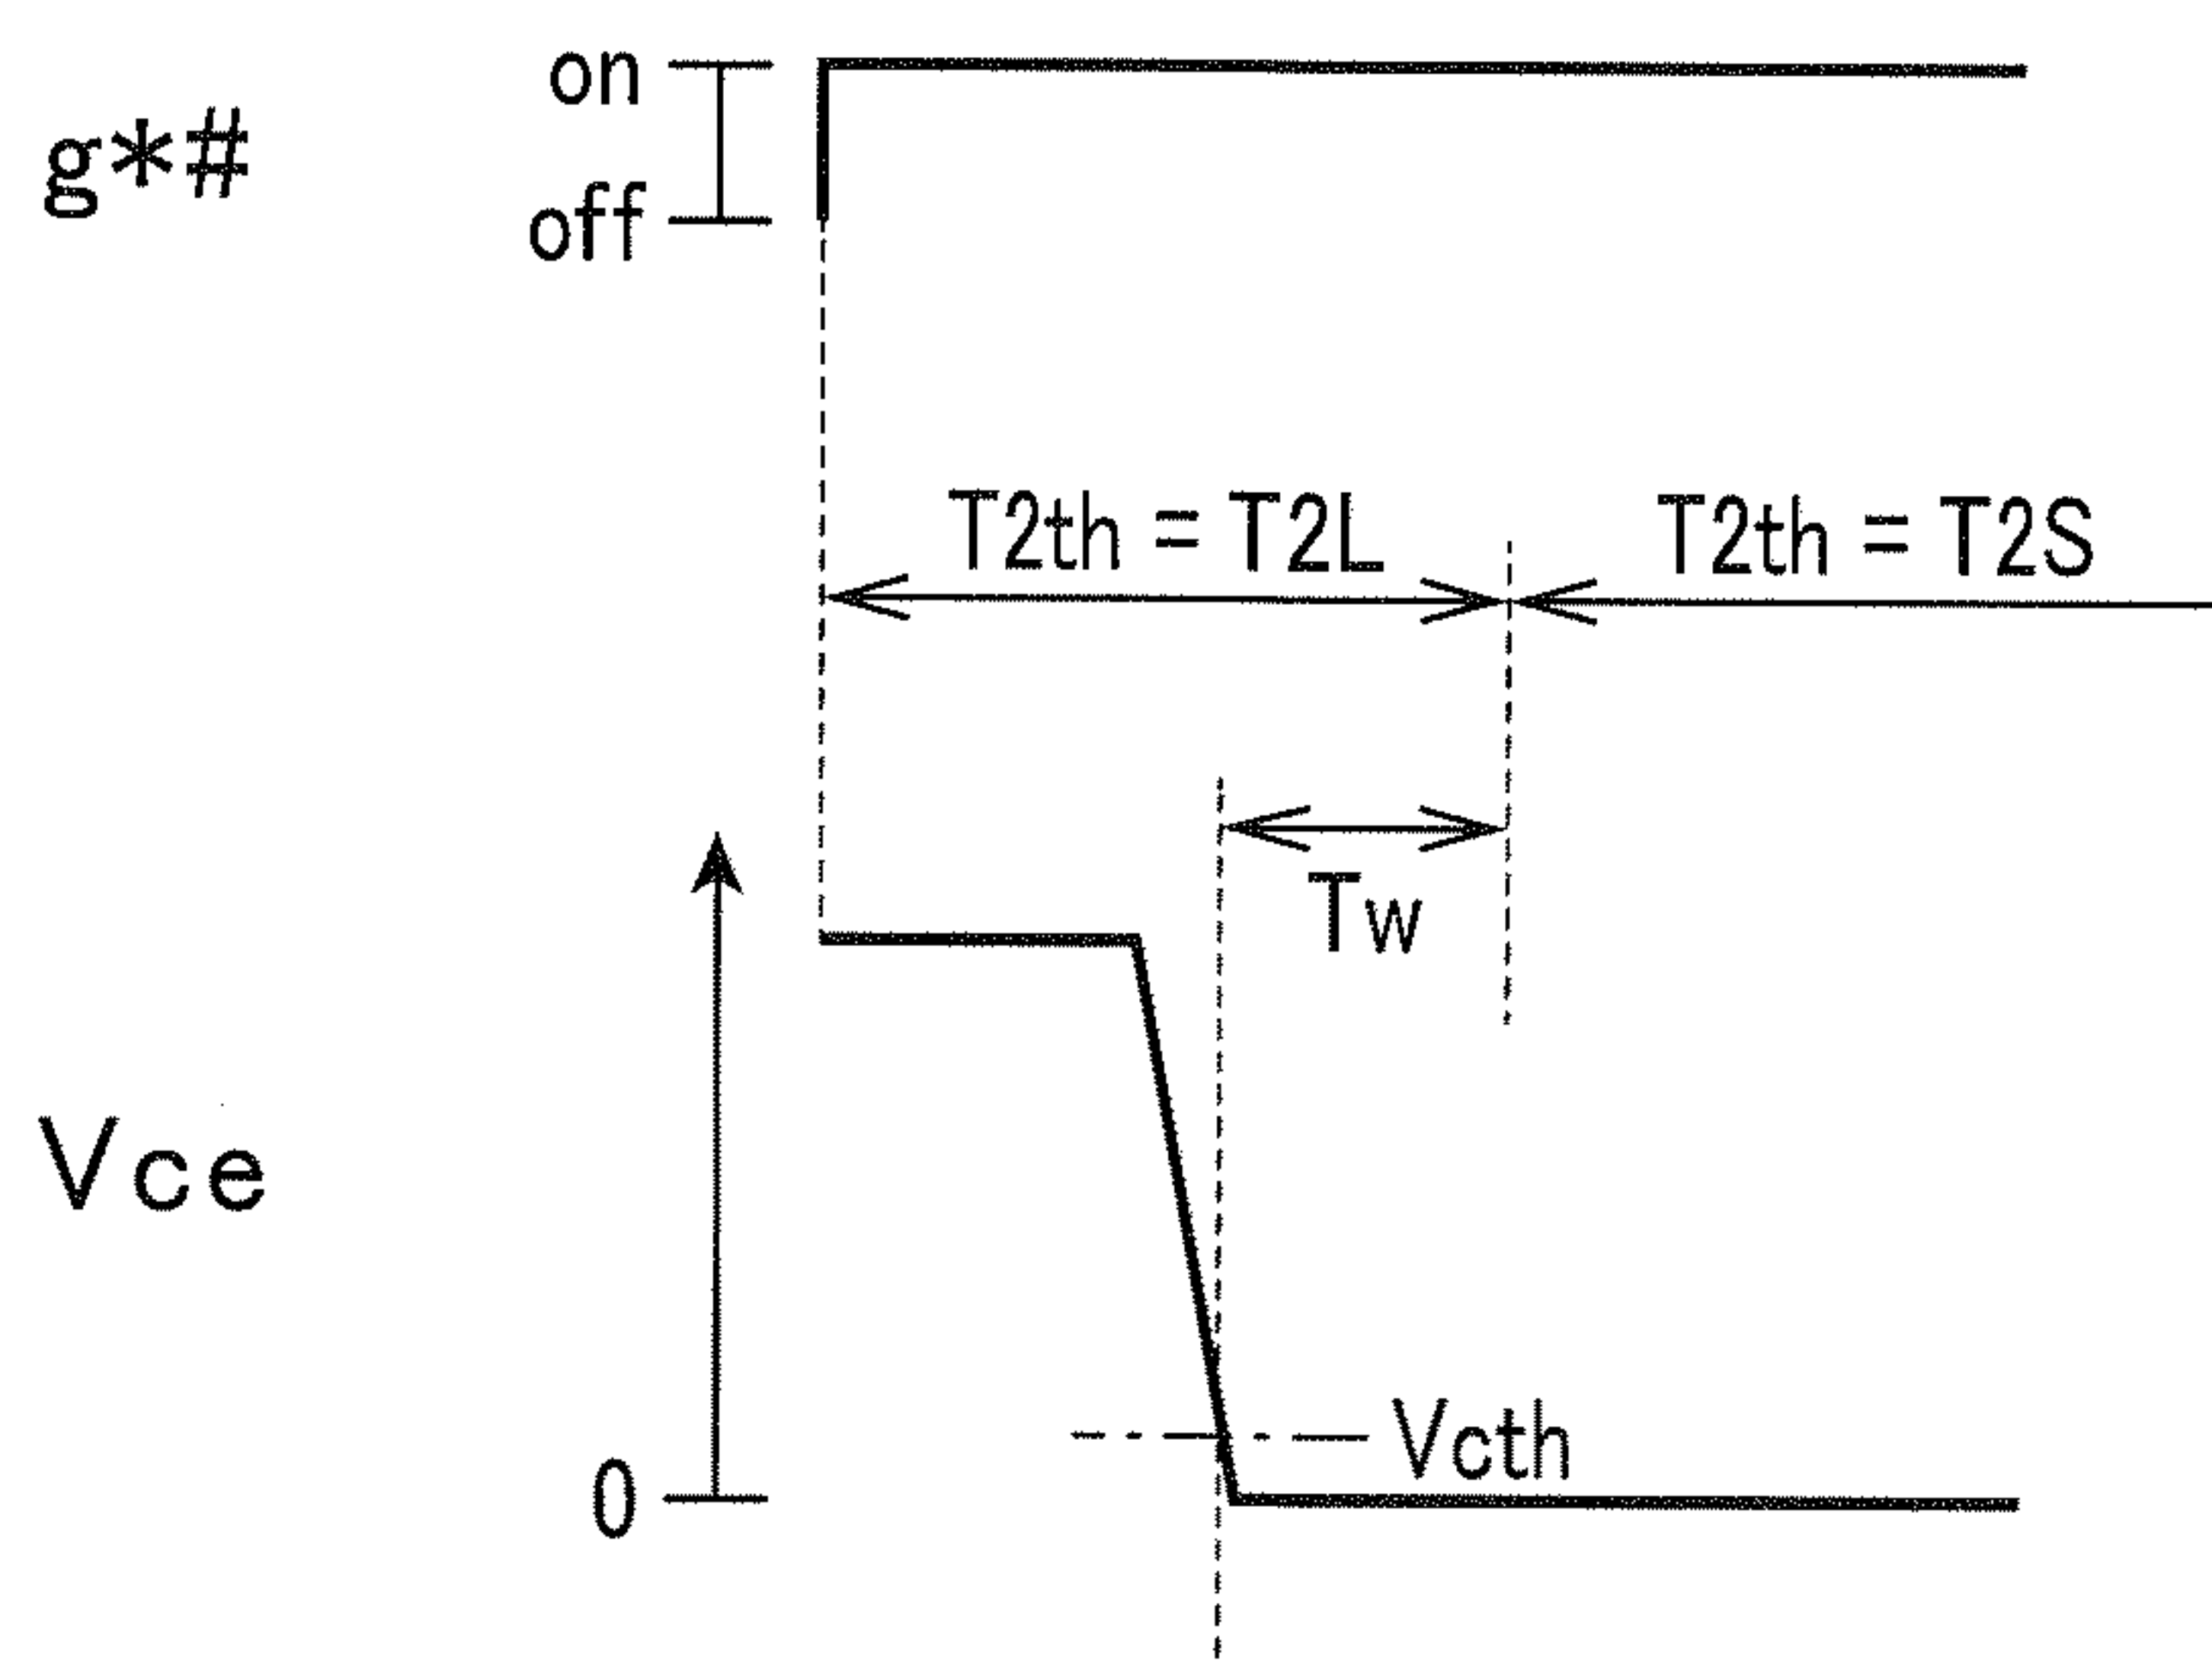 on
g*#
off
T2th = T2L
T2th = T2S
Tw
Vce
Vcth
0